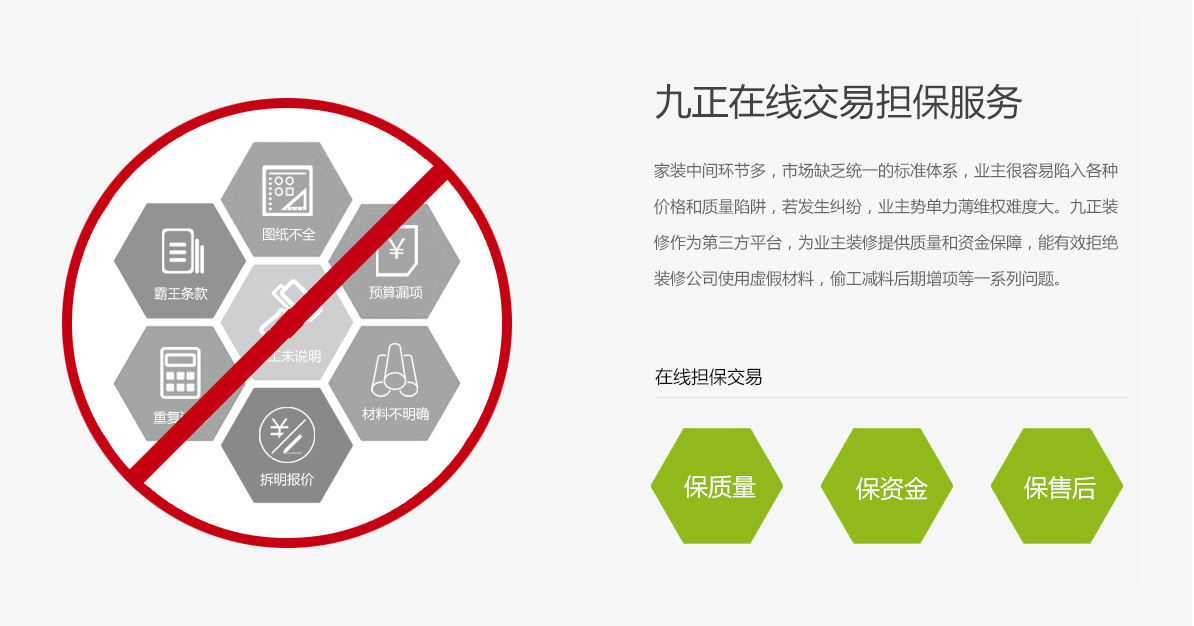 图纸不全
霸王条款
预算漏项
工未说明
重复
材料不明确
拆明报价
九正在线交易担保服务
家装中间环节多，市场缺乏统一的标准体系，业主很容易陷入各种
价格和质量陷阱，若发生纠纷，业主势单力薄维权难度大。九正装
修作为第三方平台，为业主装修提供质量和资金保障，能有效拒绝
装修公司使用虚假材料，偷工减料后期增项等一系列问题。
在线担保交易
保质量
保资金
保售后